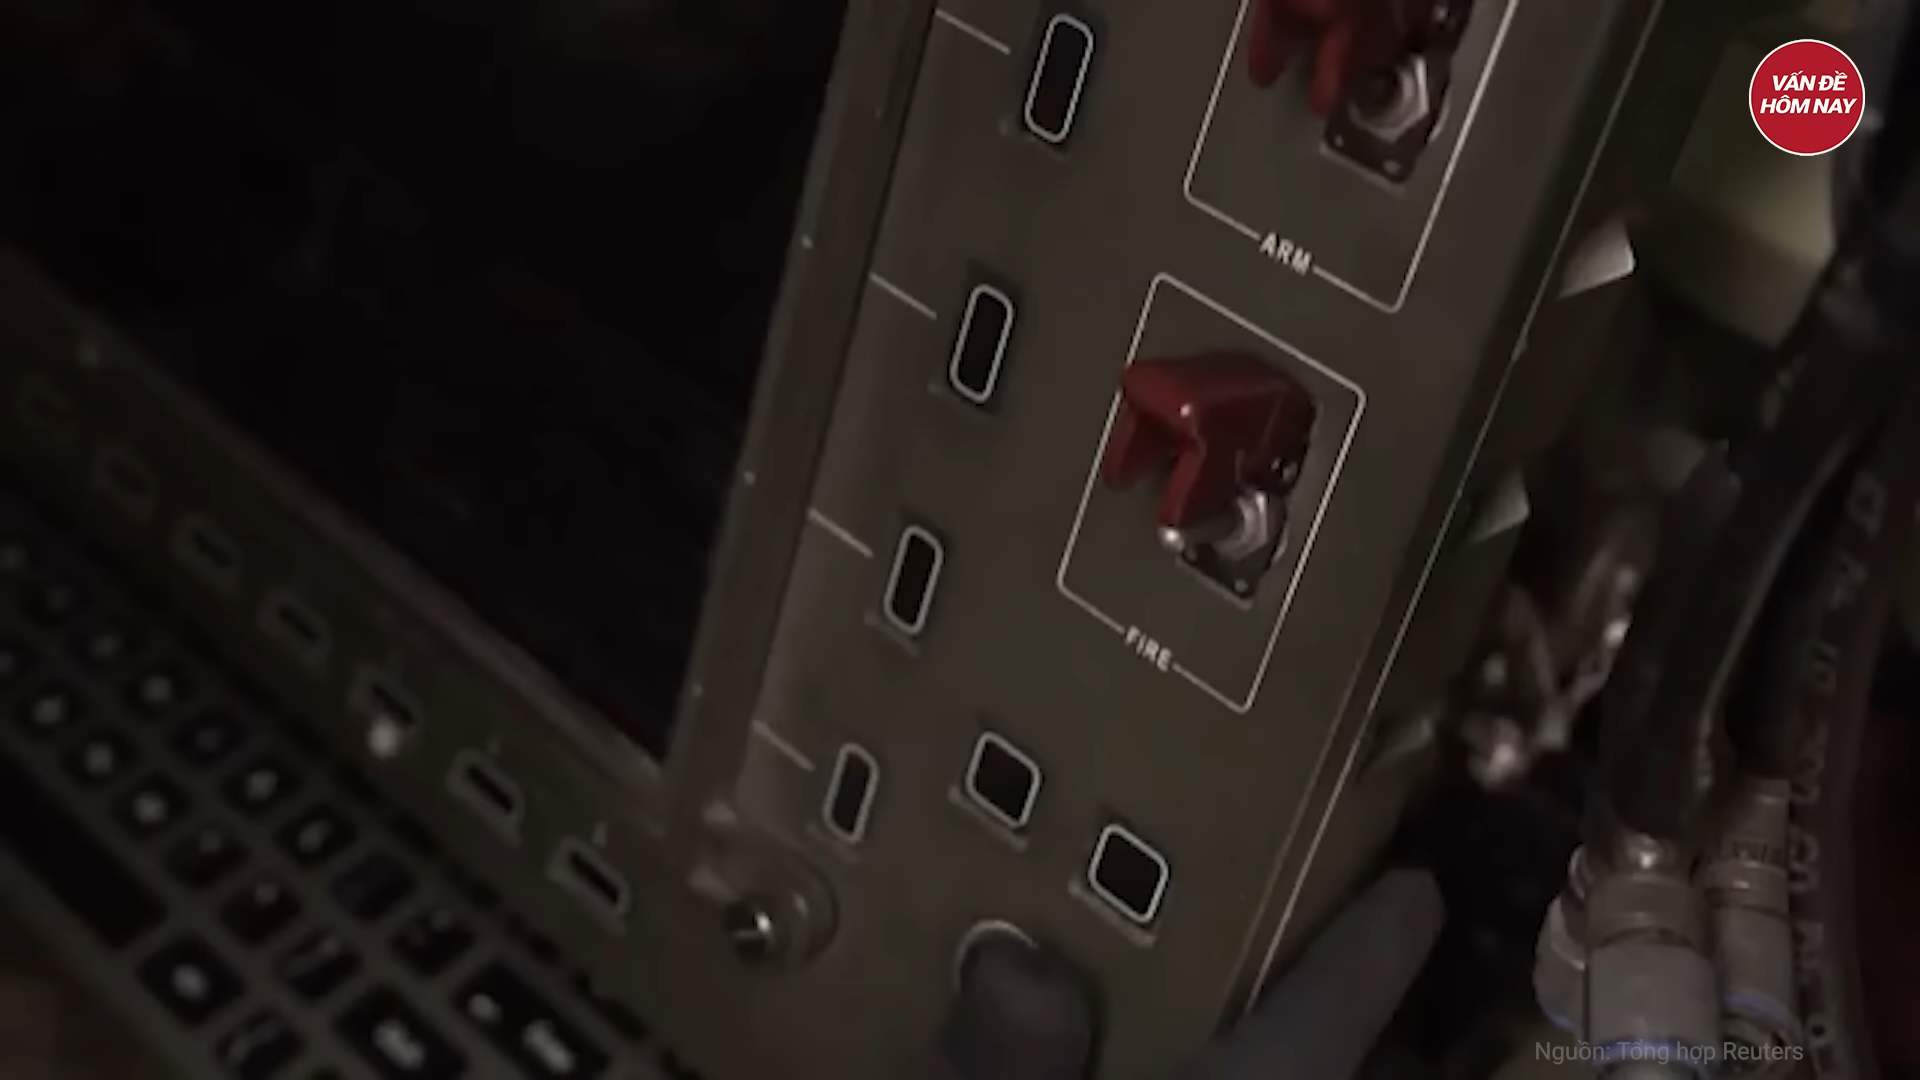 VẤN ĐỀ
HÔM NAY
ARM
FIRE
Nguồn: Tổng hợp Reuters